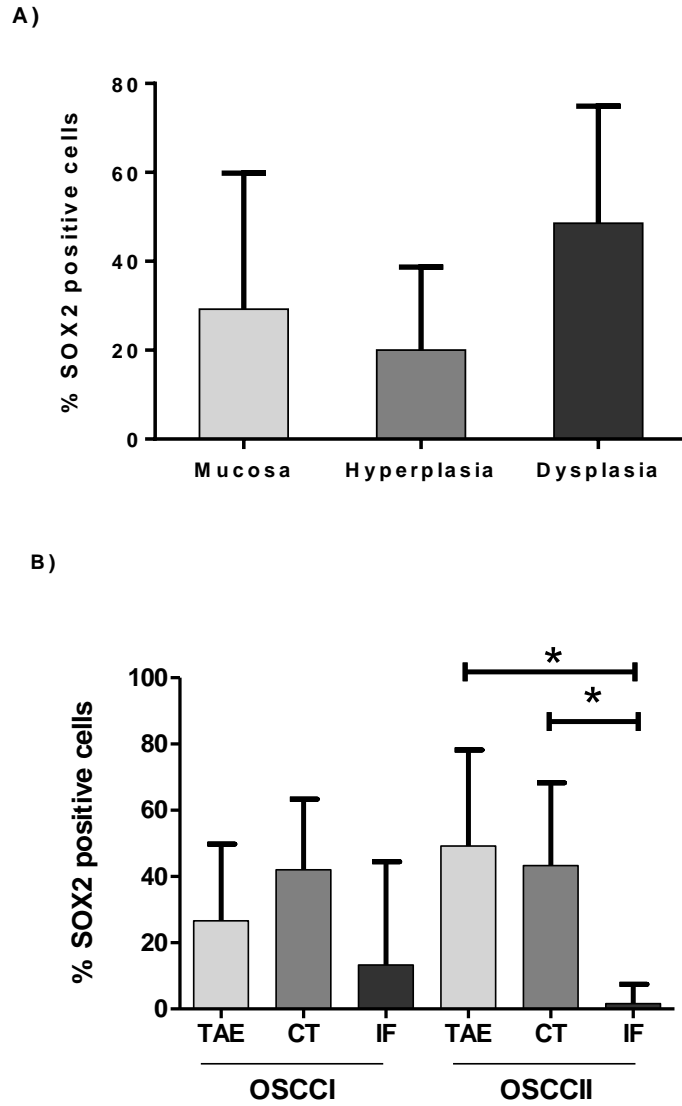 A)
80
60
40
20
0
% SOX2 positive cells
Mucosa Hyperplasia Dysplasia
B)
* 
*
100
80
60
40
20
0
% SOX2 positive cells
TAE CT IF TAE CT IF
OSCCI OSCCII